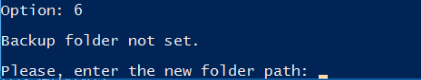 Option: 6
Backup folder not set.
Please, enter the new folder path: